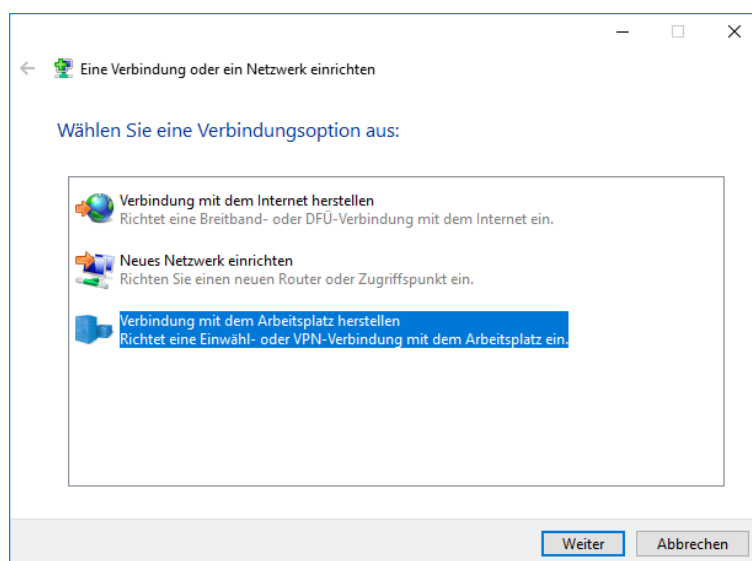 Eine Verbindung oder ein Netzwerk einrichten
Wählen Sie eine Verbindungsoption aus:
Verbindung mit dem Internet herstellen
Richtet eine Breitband- oder DFÜ-Verbindung mit dem Internet ein.
Neues Netzwerk einrichten
Richten Sie einen neuen Router oder Zugriffspunkt ein.
Verbindung mit dem Arbeitsplatz herstellen
Richtet eine Einwähl- oder VPN-Verbindung mit dem Arbeitsplatz ein.
Weiter Abbrechen